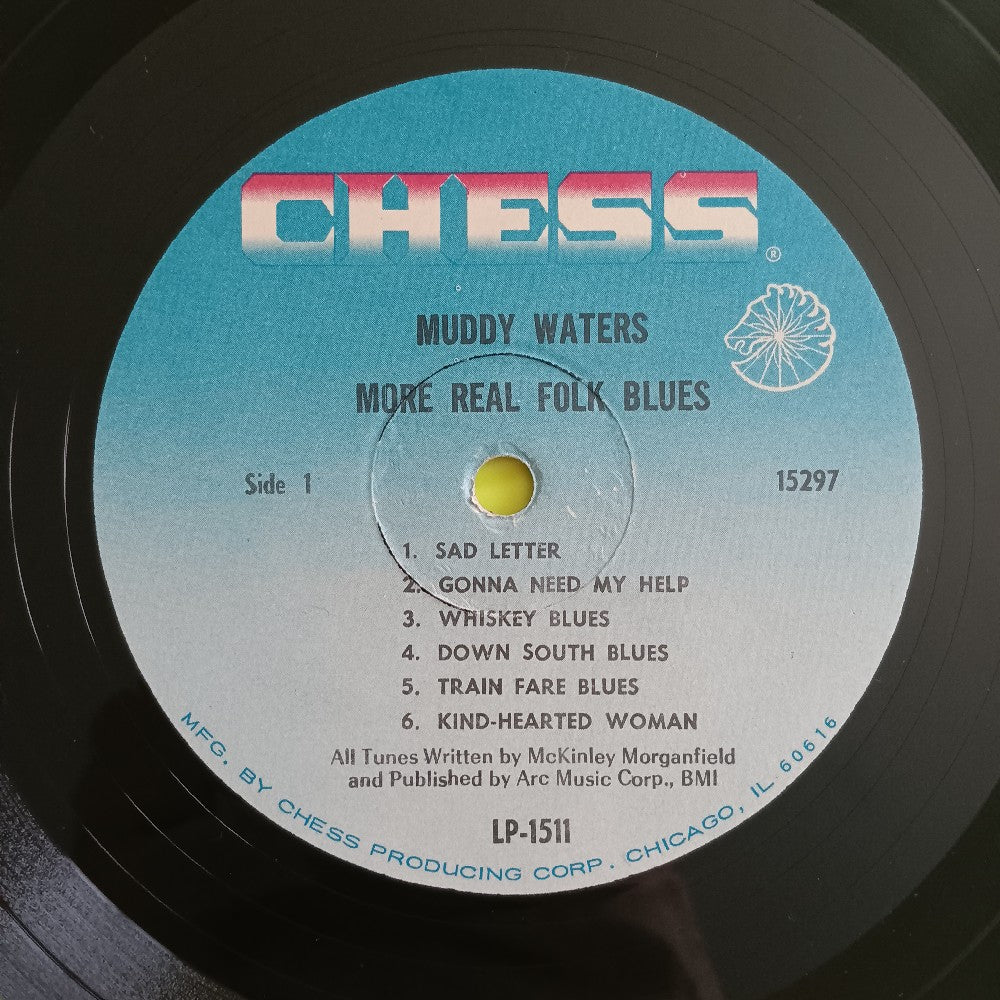 CHESS ®
MUDDY WATERS
MORE REAL FOLK BLUES
Side 1 15297
1. SAD LETTER
2. GONNA NEED MY HELP
3. WHISKEY BLUES
4. DOWN SOUTH BLUES
5. TRAIN FARE BLUES
6. KIND-HEARTED WOMAN
All Tunes Written by McKinley Morganfield
and Published by Arc Music Corp., BMI
LP-1511
MFG. BY CHESS PRODUCING CORP. CHICAGO, IL 60616